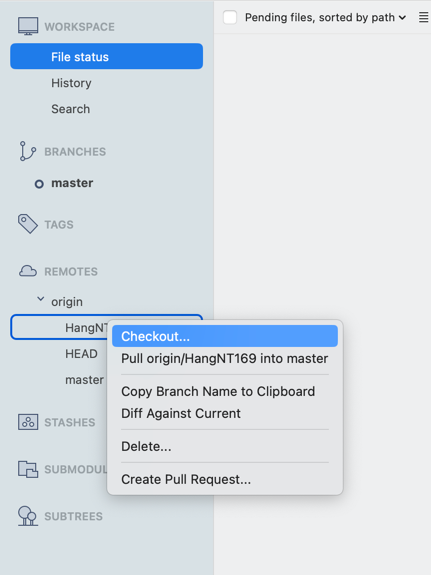 WORKSPACE
File status
History
Search
BRANCHES
master
TAGS
REMOTES
origin
HangNT
HEAD
master
STASHES
SUBMODUL
SUBTREES
Pending files, sorted by path
Checkout...
Pull origin/HangNT169 into master
Copy Branch Name to Clipboard
Diff Against Current
Delete...
Create Pull Request...